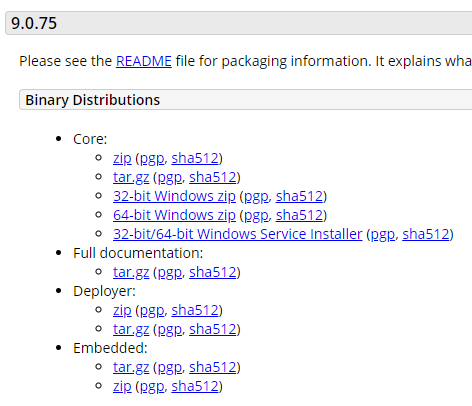 9.0.75
Please see the README file for packaging information. It explains wha
Binary Distributions
• Core:
○ zip (pgp, sha512)
○ tar.gz (pgp, sha512)
○ 32-bit Windows zip (pgp, sha512)
○ 64-bit Windows zip (pgp, sha512)
○ 32-bit/64-bit Windows Service Installer (pgp, sha512)
• Full documentation:
○ tar.gz (pgp, sha512)
• Deployer:
○ zip (pgp, sha512)
○ tar.gz (pgp, sha512)
• Embedded:
○ tar.gz (pgp, sha512)
○ zip (pgp, sha512)